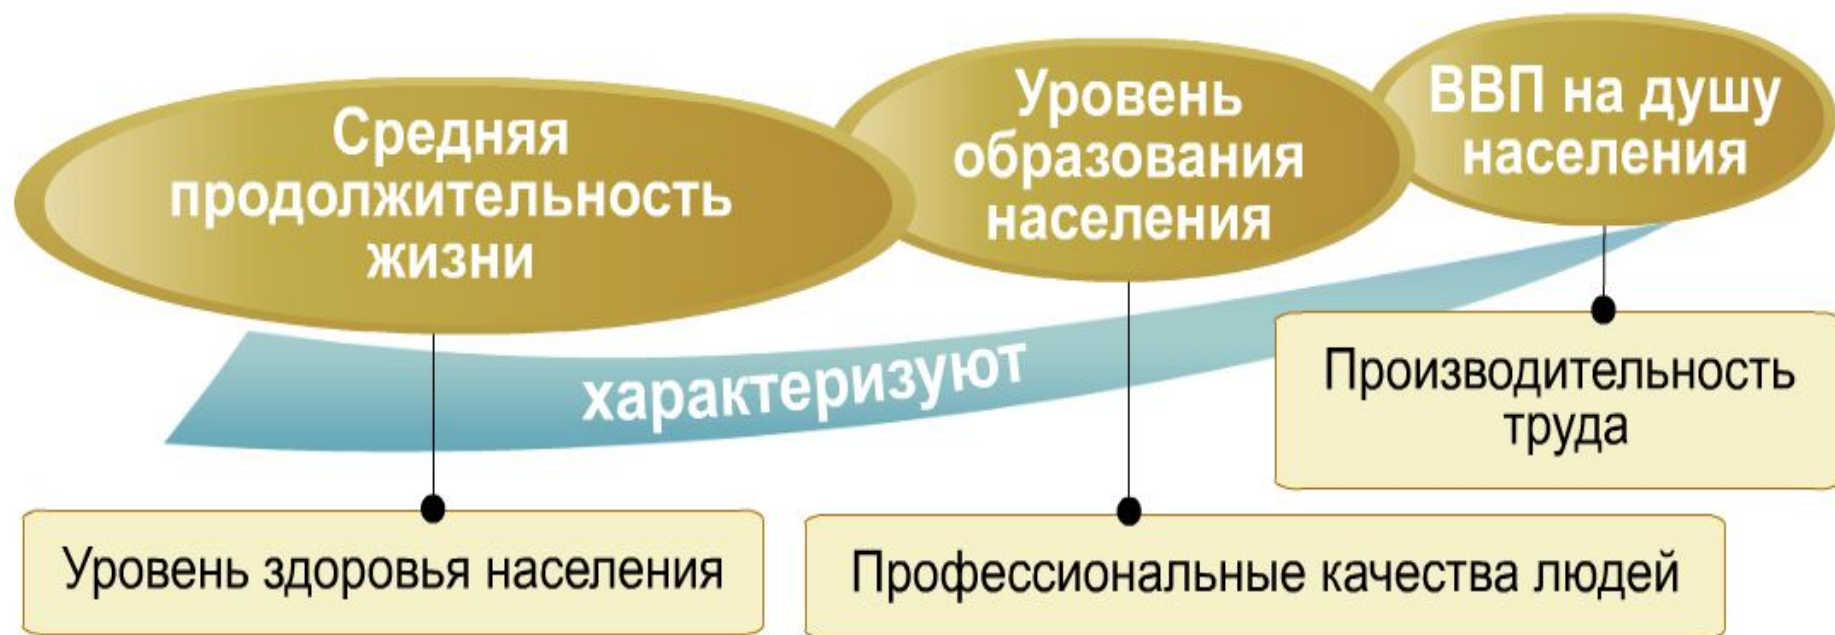 Средняя
продолжительность
жизни
Уровень
образования
населения
ВВП на душу
населения
характеризуют
Уровень здоровья населения
Профессиональные качества людей
Производительность
труда